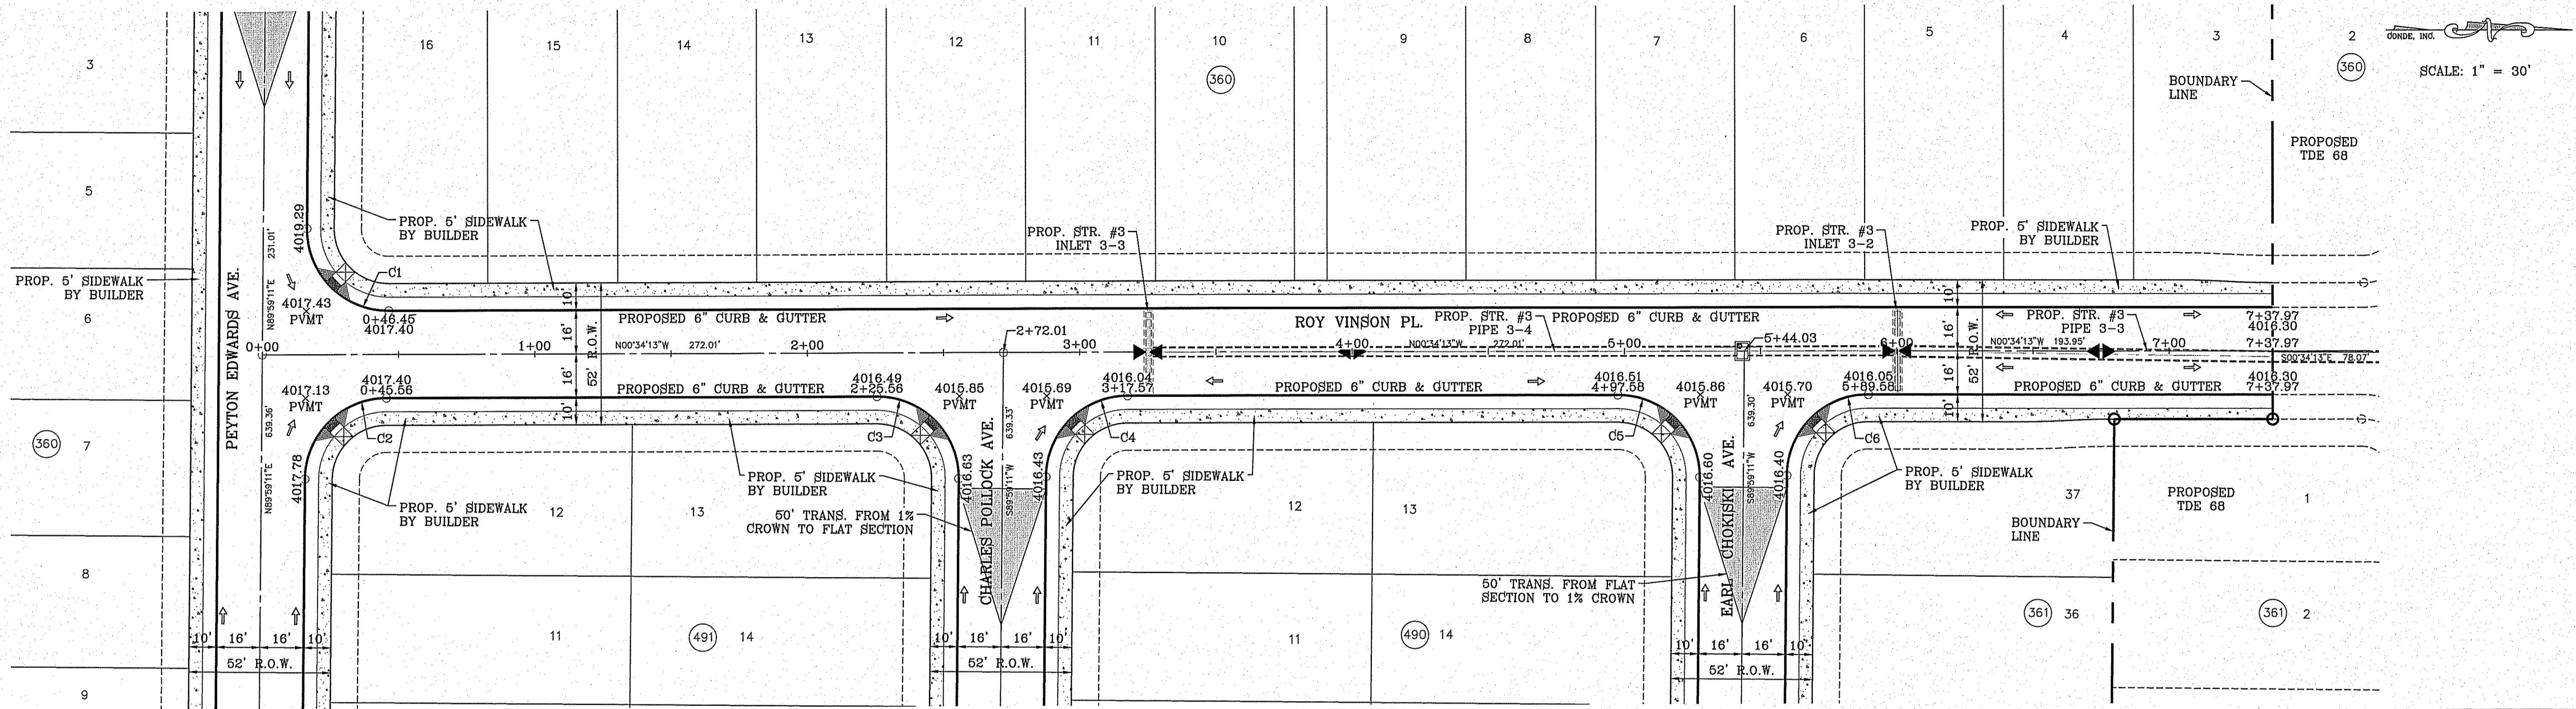 3
5
6
360
7
8
9
16
15
14
13
12
11
10
360
9
8
7
6
5
4
3
2
360
CONDE, INC.
SCALE: 1" = 30'
BOUNDARY
LINE
PROPOSED
TDE 68
PROP. 5' SIDEWALK
BY BUILDER
PEYTON EDWARDS AVE.
231.01'
N89°59'11"E
4019.29
PROP. 5' SIDEWALK
BY BUILDER
C1
4017.43
PVMT
0+46.45
4017.40
10'
16'
16'
10'
52' R.O.W.
PROPOSED 6" CURB & GUTTER
PROP. STR. #3
INLET 3-3
PROP. STR. #3
INLET 3-2
PROP. 5' SIDEWALK
BY BUILDER
ROY VINSON PL.
PROP. STR. #3
PIPE 3-4
PROPOSED 6" CURB & GUTTER
PROP. STR. #3
PIPE 3-3
7+37.97
4016.30
7+37.97
0+00
1+00
N00°34'13"W 272.01'
2+00
2+72.01
3+00
4+00
N00°34'13"W 272.01'
5+00
5+44.03
6+00
N00°34'13"W 193.95'
7+00
S00°34'13"E 78.07'
10'
16'
16'
10'
52' R.O.W
4017.13
PVMT
4017.40
0+45.56
PROPOSED 6" CURB & GUTTER
4016.49
2+25.56
4015.85
PVMT
4015.69
PVMT
4016.04
3+17.57
PROPOSED 6" CURB & GUTTER
4016.51
4+97.58
4015.86
PVMT
4015.70
PVMT
4016.05
5+89.58
PROPOSED 6" CURB & GUTTER
4016.30
7+37.97
639.36'
N89°59'11"E
4017.78
C2
C3
4016.63
CHARLES POLLOCK AVE.
639.33'
S89°59'11"W
4016.43
C4
C5
4016.60
EARL CHOKISKI AVE.
639.30'
S89°59'11"W
4016.40
C6
PROP. 5' SIDEWALK
BY BUILDER
12
13
PROP. 5' SIDEWALK
BY BUILDER
50' TRANS. FROM 1%
CROWN TO FLAT SECTION
PROP. 5' SIDEWALK
BY BUILDER
12
13
50' TRANS. FROM FLAT
SECTION TO 1% CROWN
PROP. 5' SIDEWALK
BY BUILDER
37
BOUNDARY
LINE
PROPOSED
TDE 68
1
11
491
14
11
490
14
361
36
361
2
10'
16'
16'
10'
52' R.O.W.
10'
16'
16'
10'
52' R.O.W.
10'
16'
16'
10'
52' R.O.W.